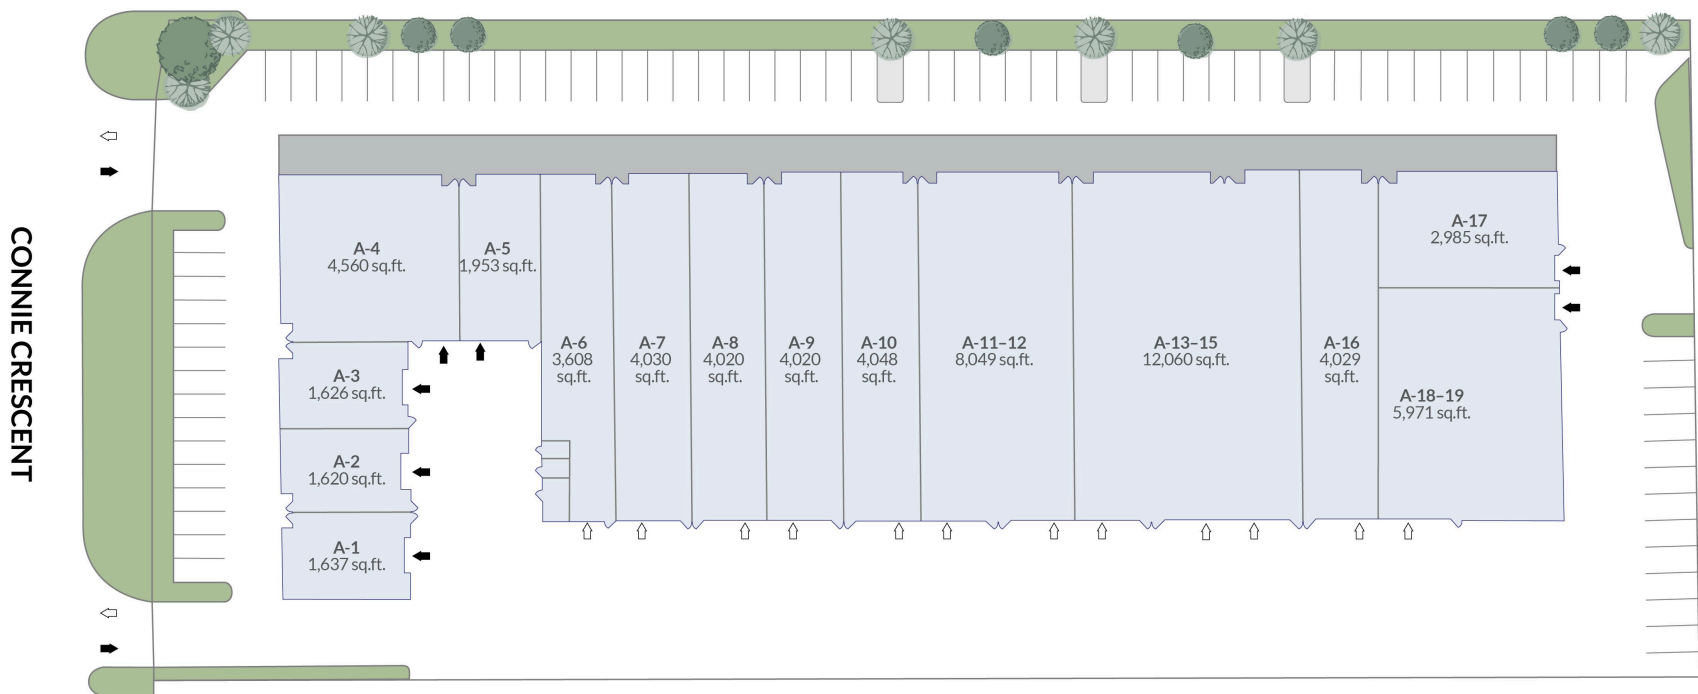 CONNIE CRESCENT
A-4
4,560 sq.ft.
A-5
1,953 sq.ft.
A-3
1,626 sq.ft.
A-2
1,620 sq.ft.
A-1
1,637 sq.ft.
A-6
3,608
sq.ft.
A-7
4,030
sq.ft.
A-8
4,020
sq.ft.
A-9
4,020
sq.ft.
A-10
4,048
sq.ft.
A-11–12
8,049 sq.ft.
A-13–15
12,060 sq.ft.
A-16
4,029
sq.ft.
A-17
2,985 sq.ft.
A-18–19
5,971 sq.ft.